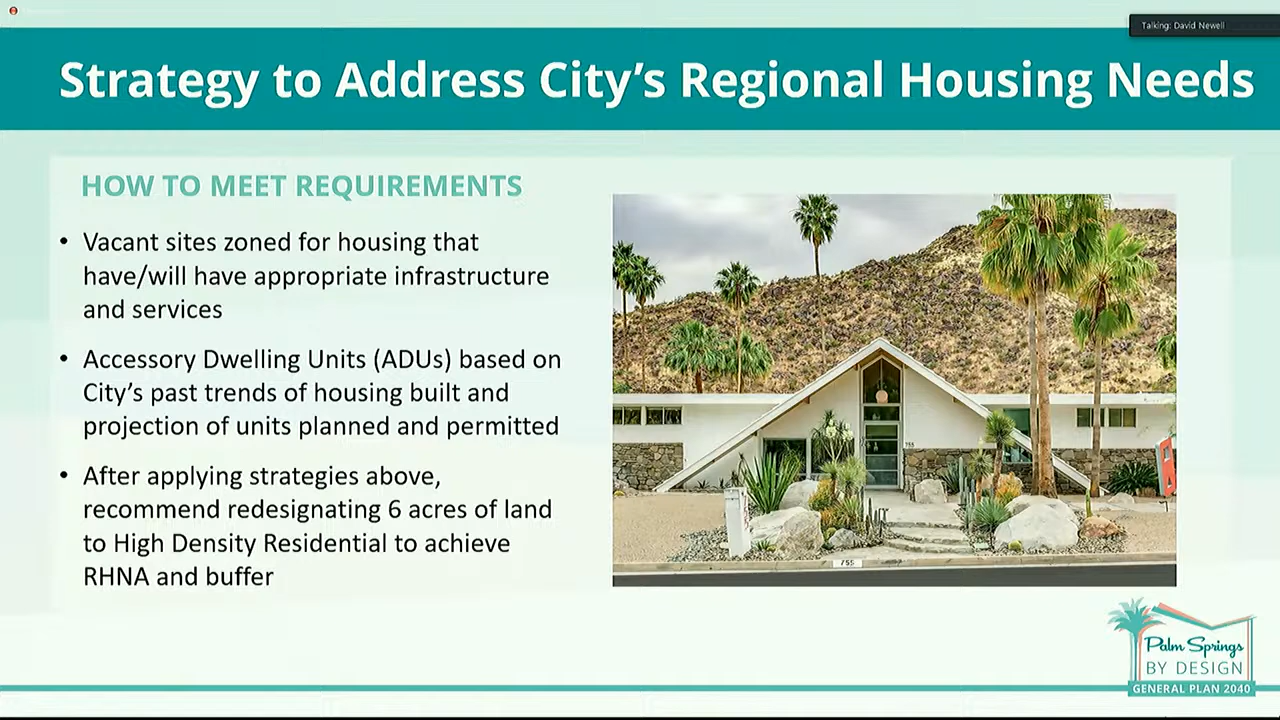 Talking: David Newell
Strategy to Address City's Regional Housing Needs
HOW TO MEET REQUIREMENTS
• Vacant sites zoned for housing that
have/will have appropriate infrastructure
and services
• Accessory Dwelling Units (ADUs) based on
City's past trends of housing built and
projection of units planned and permitted
• After applying strategies above,
recommend redesignating 6 acres of land
to High Density Residential to achieve
RHNA and buffer
755
755
Palm Springs
BY DESIGN
GENERAL PLAN 2040